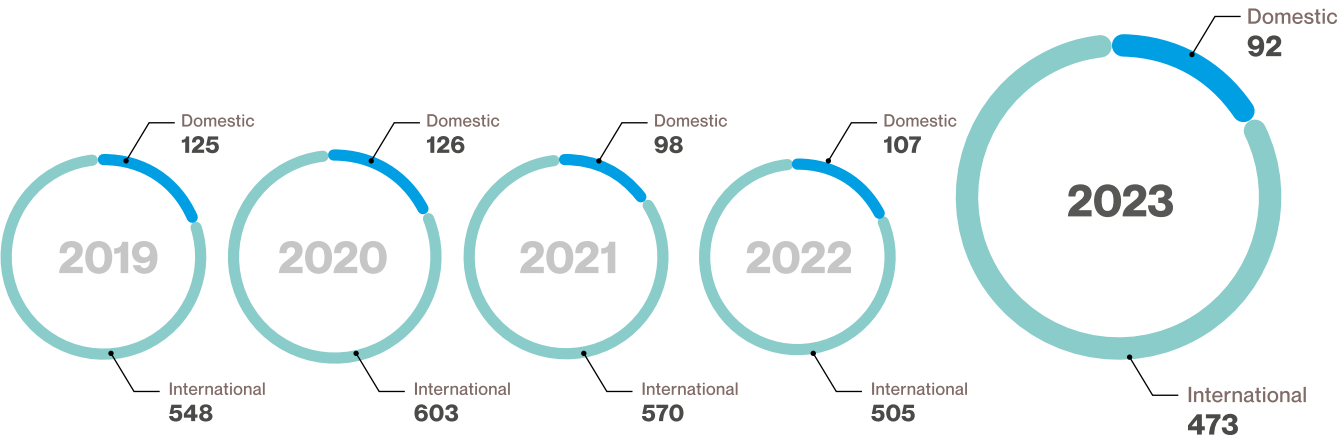 Domestic
125
2019
International
548
Domestic
126
2020
International
603
Domestic
98
2021
International
570
Domestic
107
2022
International
505
Domestic
92
2023
International
473